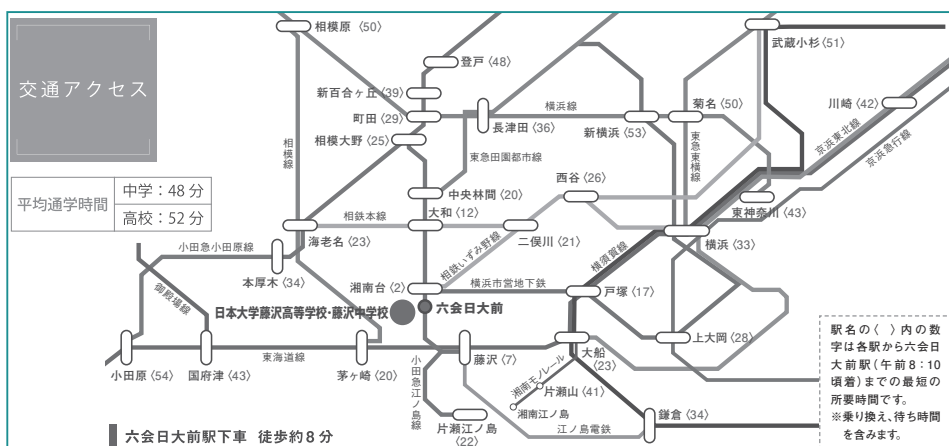 交通アクセス
平均通学時間
中学：48 分
高校：52 分
相模原〈50〉
登戸〈48〉
武蔵小杉〈51〉
新百合ヶ丘〈39〉
川崎〈42〉
町田〈29〉
横浜線
菊名〈50〉
長津田〈36〉
新横浜〈53〉
京浜東北線
京浜急行線
相模大野〈25〉
相模線
東急田園都市線
東急東横線
西谷〈26〉
中央林間〈20〉
東神奈川〈43〉
相鉄本線
大和〈12〉
海老名〈23〉
二俣川〈21〉
横浜〈33〉
小田急小田原線
相鉄いずみ野線
横須賀線
本厚木〈34〉
御殿場線
湘南台〈2〉
横浜市営地下鉄
戸塚〈17〉
日本大学藤沢高等学校・藤沢中学校
六会日大前
上大岡〈28〉
東海道線
小田原〈54〉
国府津〈43〉
茅ヶ崎〈20〉
小田急江ノ島線
藤沢〈7〉
大船
〈23〉
湘南モノレール
片瀬山〈41〉
湘南江ノ島
鎌倉〈34〉
片瀬江ノ島
〈22〉
江ノ島電鉄
駅名の〈　〉内の数
字は各駅から六会日
大前駅（午前8：10
頃着）までの最短の
所要時間です。
※乗り換え、待ち時間
を含みます。
六会日大前駅下車　徒歩約８分